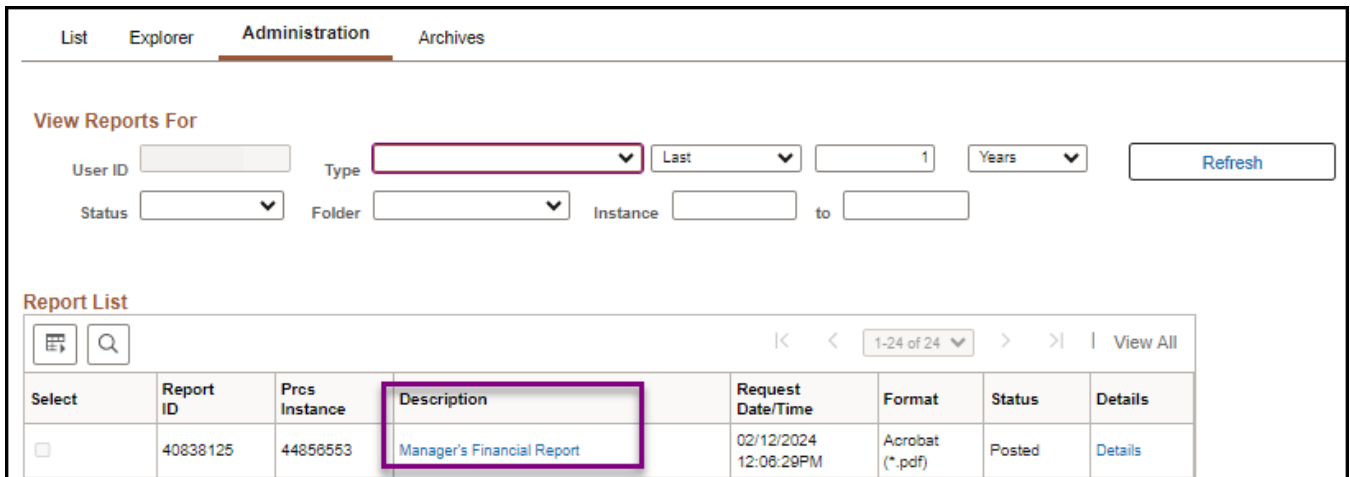 List Explorer Administration Archives
View Reports For
User ID Type Last 1 Years Refresh
Status Folder Instance to
Report List
1-24 of 24 | View All
Select Report ID Prcs Instance Description Request Date/Time Format Status Details
40838125 44856553 Manager's Financial Report 02/12/2024 12:06:29PM Acrobat (*.pdf) Posted Details